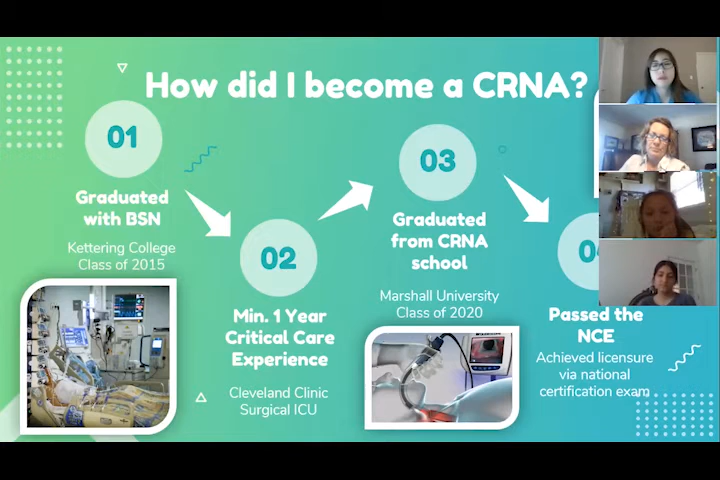 How did I become a CRNA?
01
Graduated
with BSN
Kettering College
Class of 2015
02
Min. 1 Year
Critical Care
Experience
Cleveland Clinic
Surgical ICU
03
Graduated
from CRNA
school
Marshall University
Class of 2020
Passed the
NCE
Achieved licensure
via national
certification exam